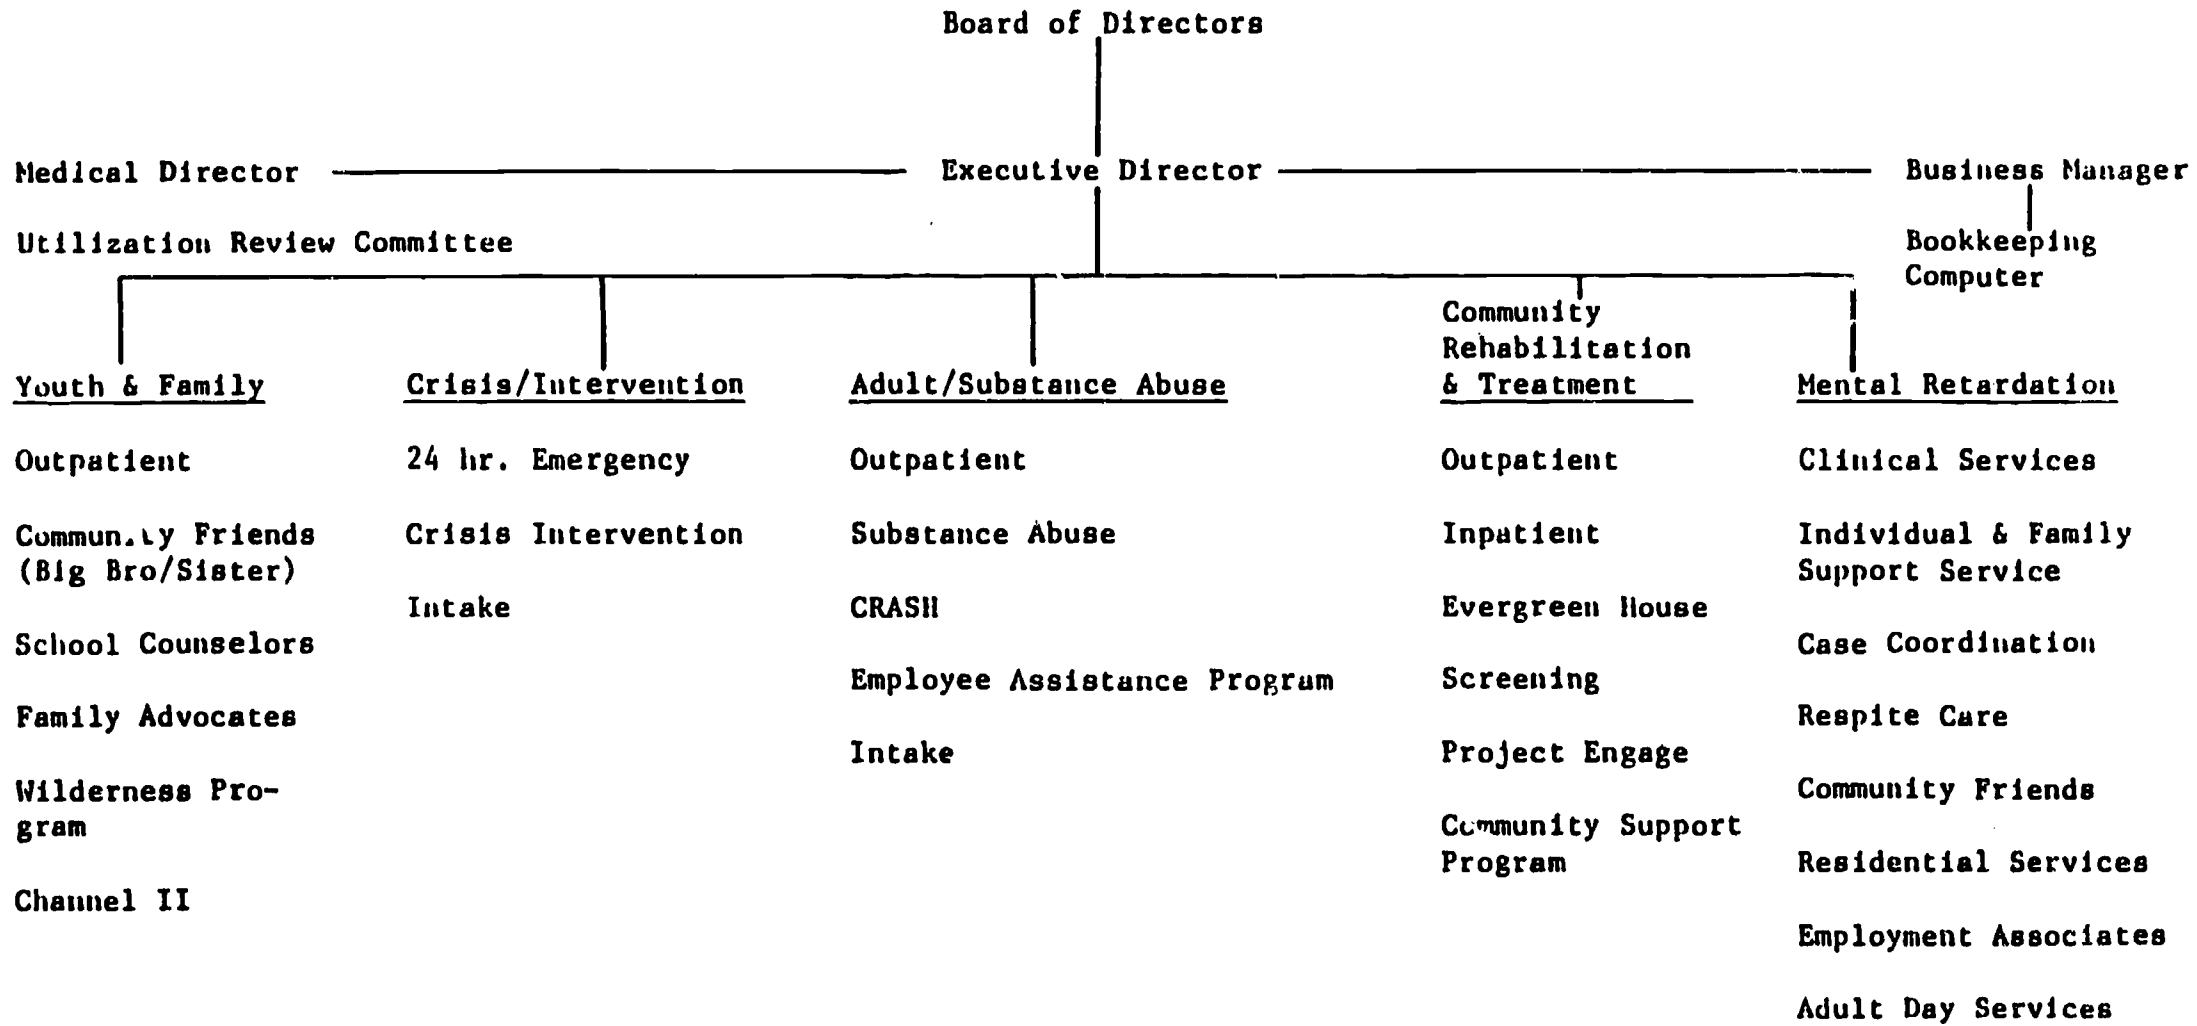 Board of Directors
Medical Director
Executive Director
Business Manager
Utilization Review Committee
Bookkeeping
Computer
Youth & Family
Outpatient
Community Friends
(Big Bro/Sister)
School Counselors
Family Advocates
Wilderness Pro-
gram
Channel II
Crisis/Intervention
24 hr. Emergency
Crisis Intervention
Intake
Adult/Substance Abuse
Outpatient
Substance Abuse
CRASH
Employee Assistance Program
Intake
Community
Rehabilitation
& Treatment
Outpatient
Inpatient
Evergreen House
Screening
Project Engage
Community Support
Program
Mental Retardation
Clinical Services
Individual & Family
Support Service
Case Coordination
Respite Care
Community Friends
Residential Services
Employment Associates
Adult Day Services